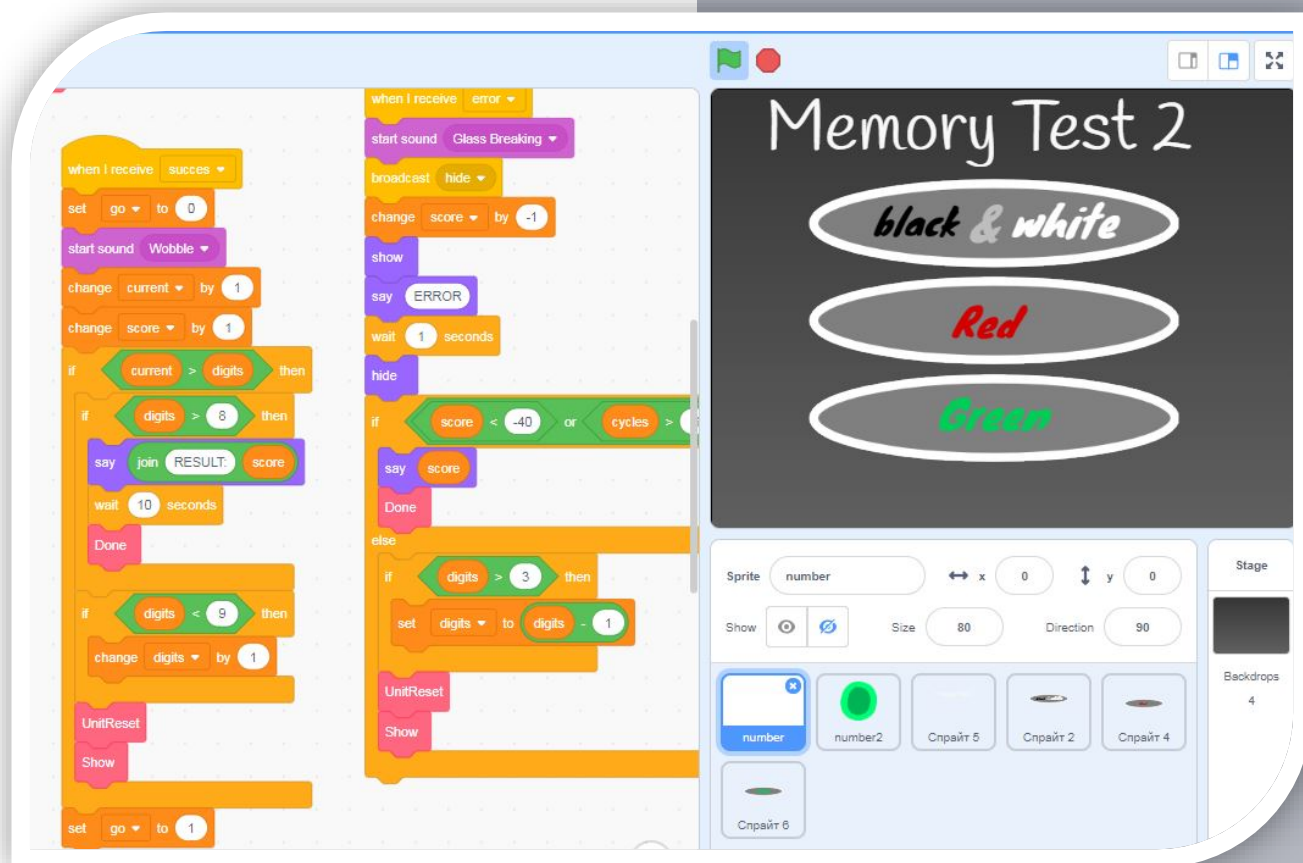 when I receive succes
set go to 0
start sound Wobble
change current by 1
change score by 1
if current > digits then
if digits > 8 then
say join RESULT: score
wait 10 seconds
Done
if digits < 9 then
change digits by 1
UnitReset
Show
set go to 1
when I receive error
start sound Glass Breaking
broadcast hide
change score by -1
show
say ERROR
wait 1 seconds
hide
if score < -40 or cycles >
say score
Done
else
if digits > 3 then
set digits to digits - 1
UnitReset
Show
Memory Test 2
black & white
Red
Green
Sprite number x 0 y 0
Show Size 80 Direction 90
number
number2
Спрайт 5
Спрайт 2
Спрайт 4
Спрайт 6
Stage
Backdrops
4